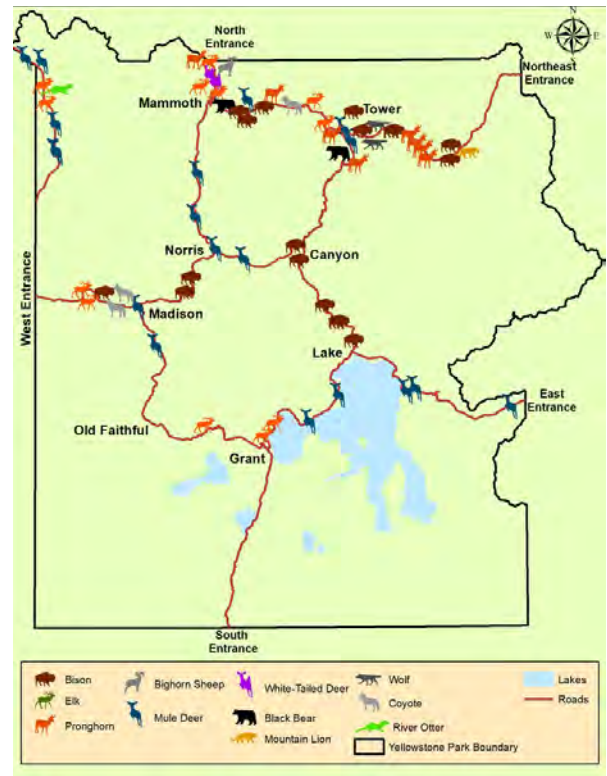 North
Entrance
N
W
E
S
Northeast
Entrance
Mammoth
Tower
Norris
Canyon
West Entrance
Madison
Lake
East
Entrance
Old Faithful
Grant
South
Entrance
Bison
Elk
Pronghorn
Bighorn Sheep
Mule Deer
White-Tailed Deer
Black Bear
Mountain Lion
Wolf
Coyote
River Otter
Yellowstone Park Boundary
Lakes
Roads